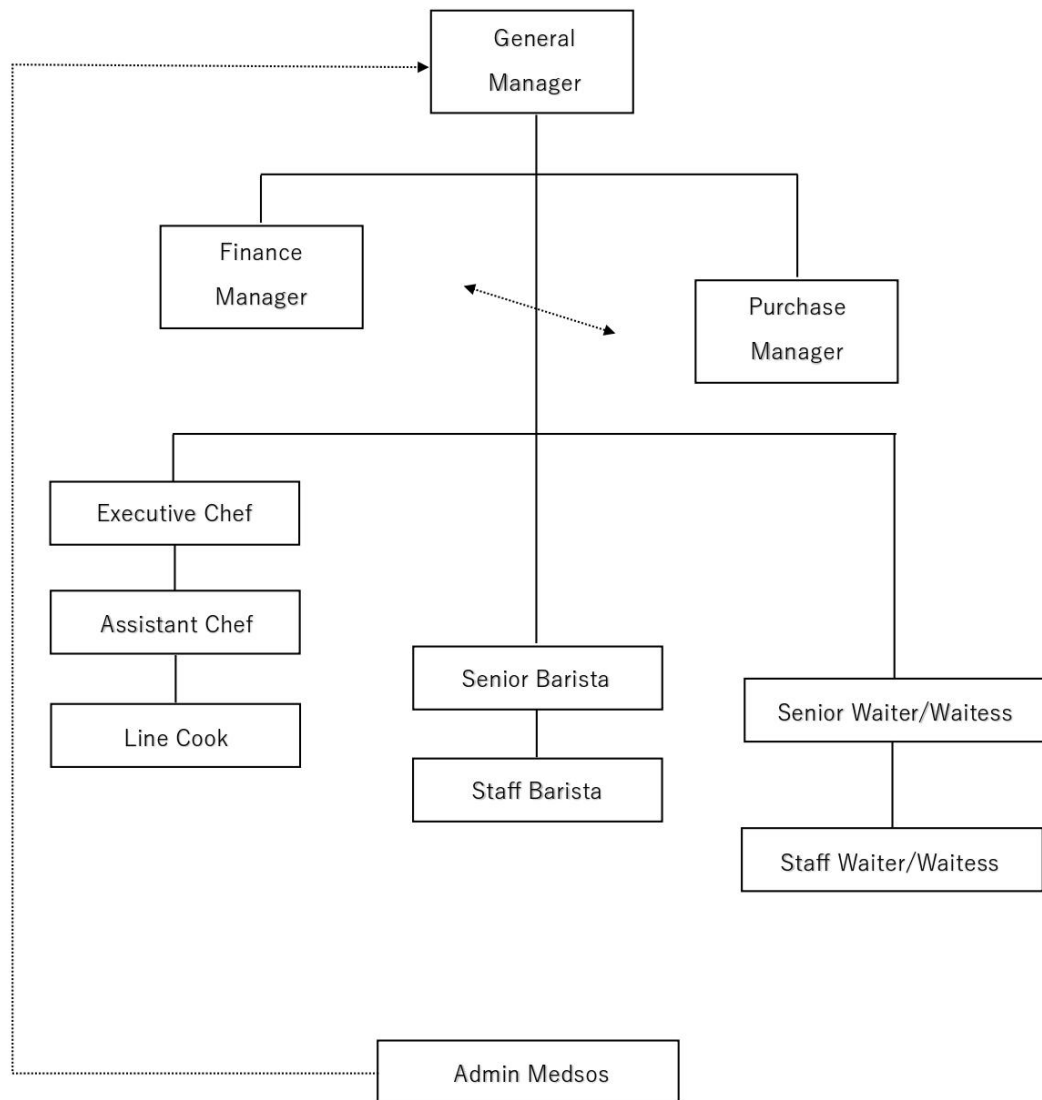 General
Manager
Finance
Manager
Purchase
Manager
Executive Chef
Assistant Chef
Line Cook
Senior Barista
Staff Barista
Senior Waiter/Waitess
Staff Waiter/Waitess
Admin Medsos